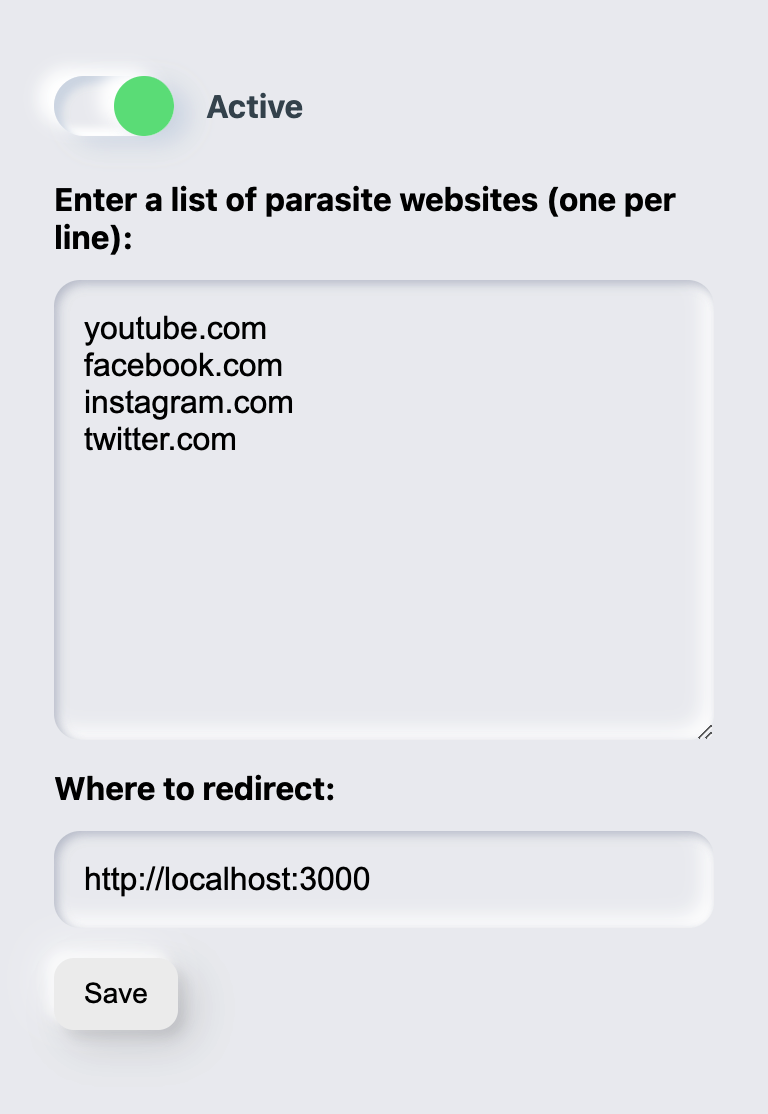 Active
Enter a list of parasite websites (one per
line):
youtube.com
facebook.com
instagram.com
twitter.com
Where to redirect:
http://localhost:3000
Save